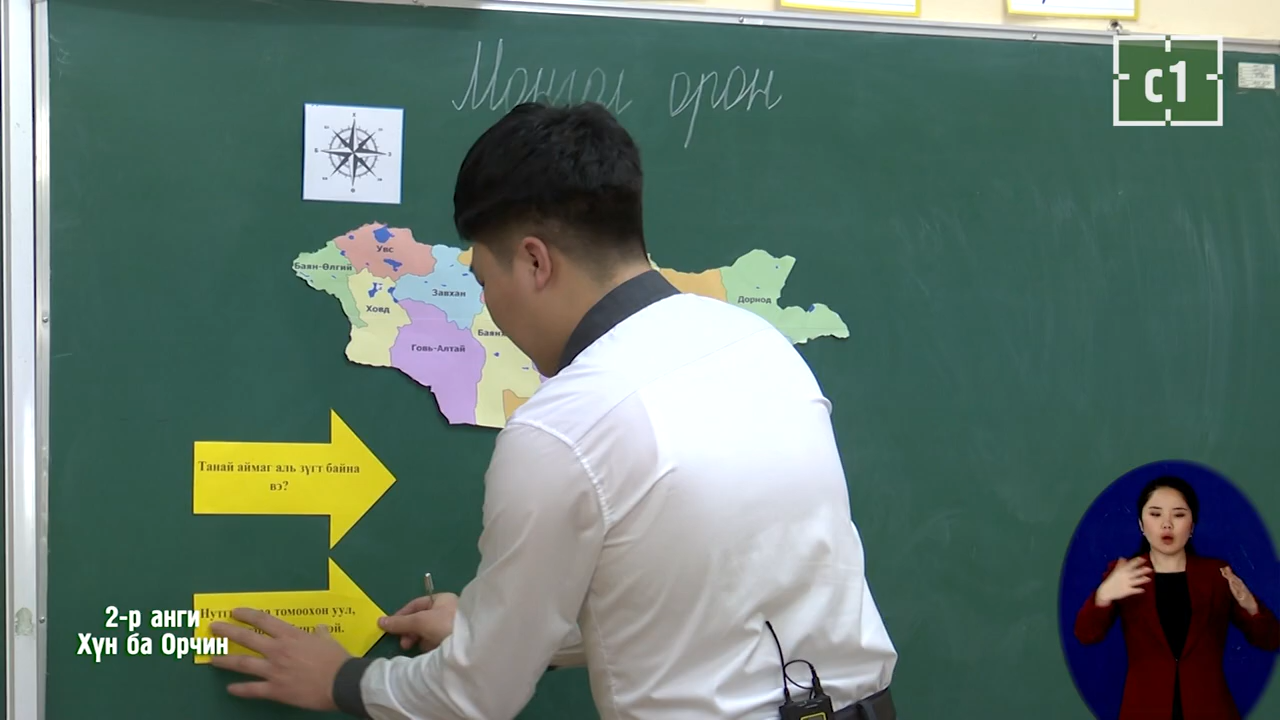 Монгол орон
c1
Увс
Баян-Өлгий
Завхан
Ховд
Дорнод
Говь-Алтай
Танай аймаг аль зүгт байна
вэ?
томоохон уул,
2-р анги
Хүн ба Орчин